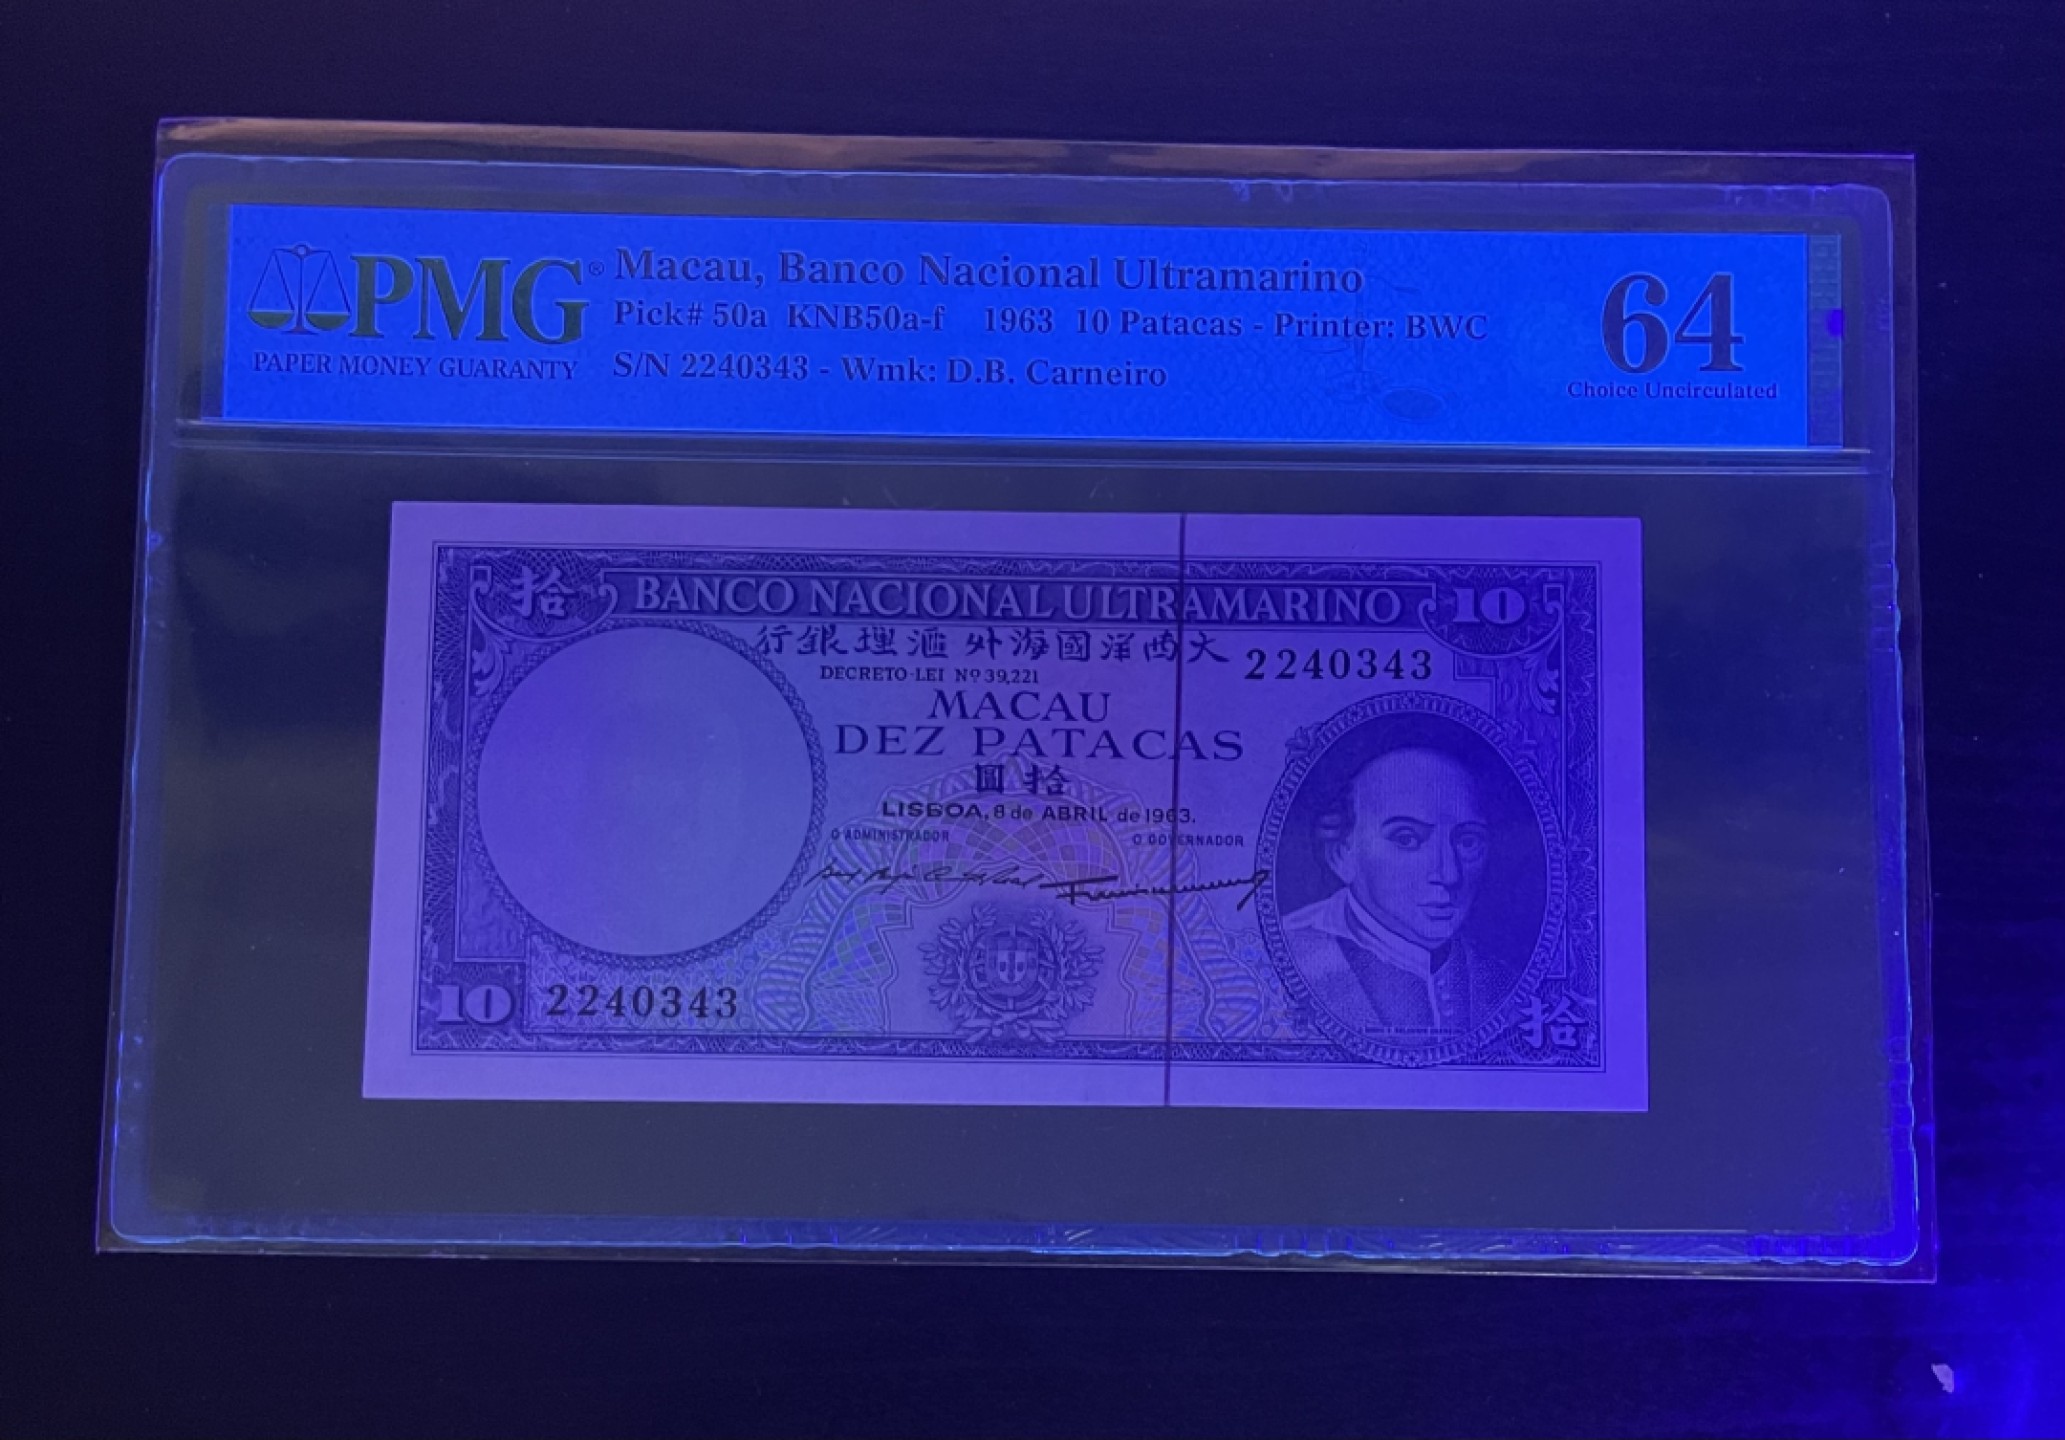 PMG®
PAPER MONEY GUARANTY
Macau, Banco Nacional Ultramarino
Pick# 50a KNB50a-f 1963 10 Patacas - Printer: BWC
S/N 2240343 - Wmk: D.B. Carneiro
64
Choice Uncirculated
拾 BANCO NACIONAL ULTRAMARINO 10
行銀理滙外海國洋西大
2240343
DECRETO-LEI Nº 39,221
MACAU
DEZ PATACAS
圓拾
LISBOA, 8 de ABRIL de 1963.
O ADMINISTRADOR O GOVERNADOR
10 2240343
拾